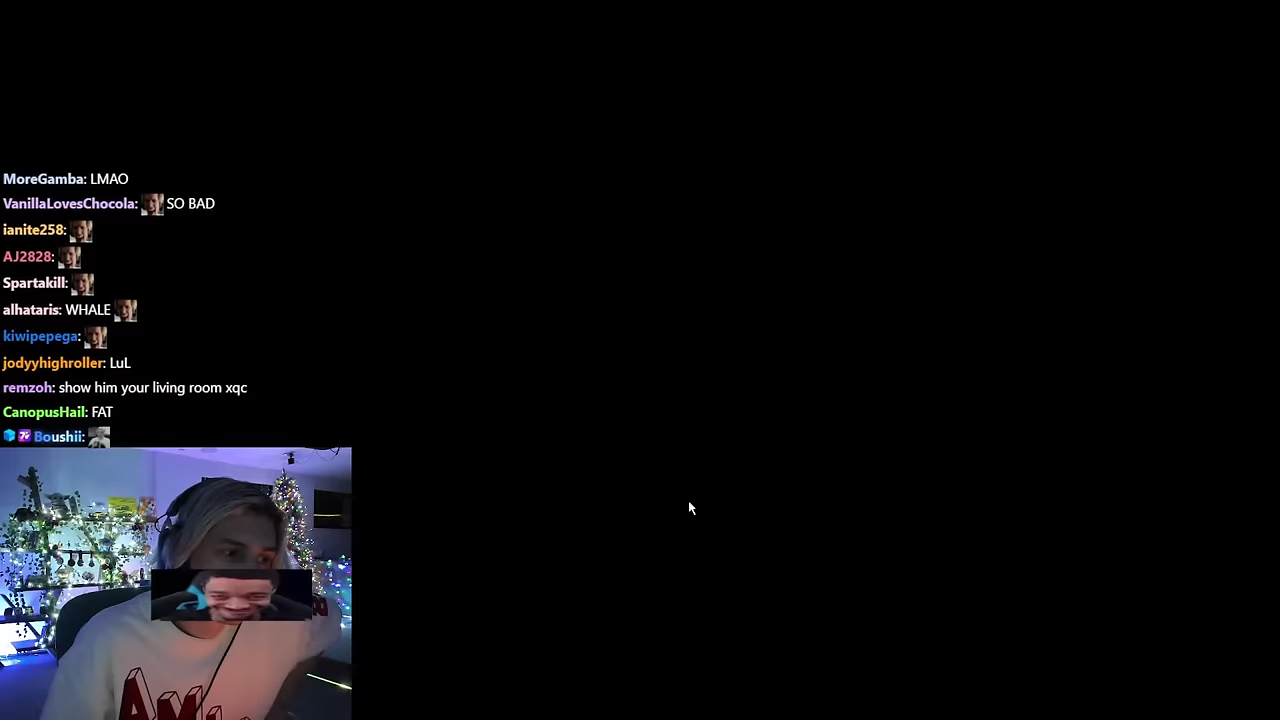 MoreGamba: LMAO
VanillaLovesChocola: SO BAD
ianite258:
AJ2828:
Spartakill:
alhataris: WHALE
kiwipepega:
jodyyhighroller: LuL
remzoh: show him your living room xqc
CanopusHail: FAT
Boushii: